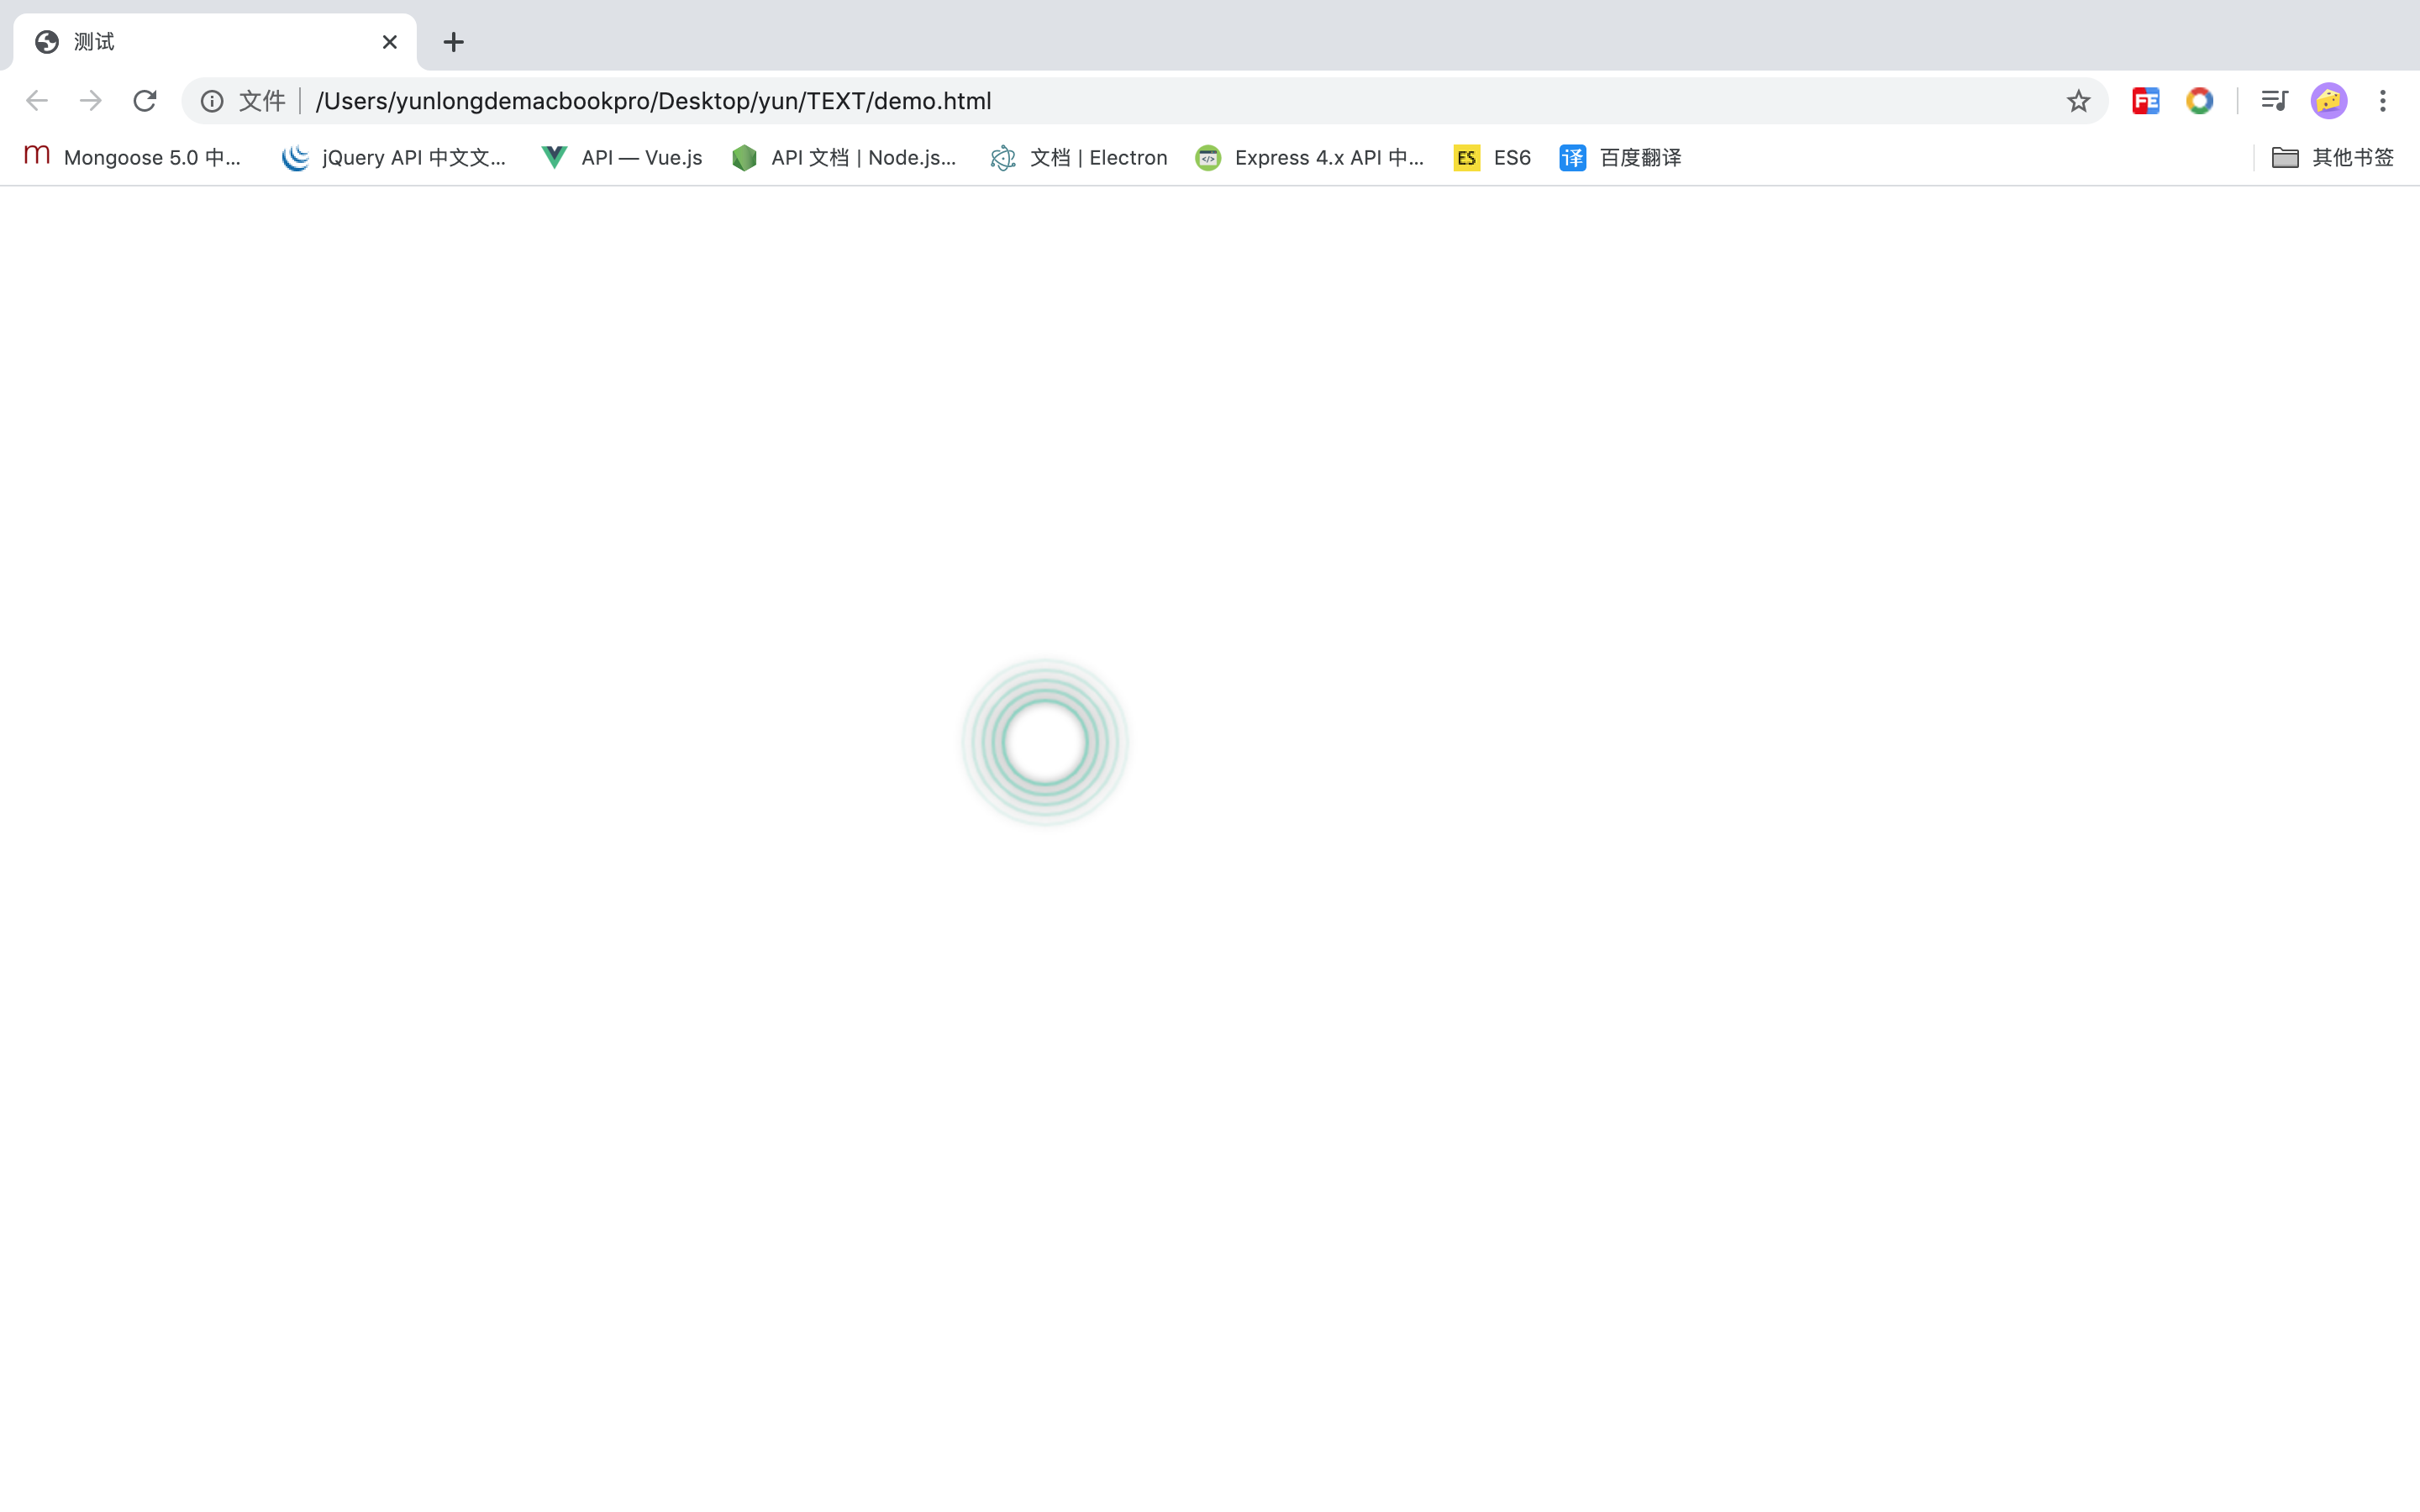 测试
文件 /Users/yunlongdemacbookpro/Desktop/yun/TEXT/demo.html
FE
m Mongoose 5.0 中... jQuery API 中文文... API — Vue.js API 文档 | Node.js... 文档 | Electron Express 4.x API 中... ES ES6 译 百度翻译 其他书签